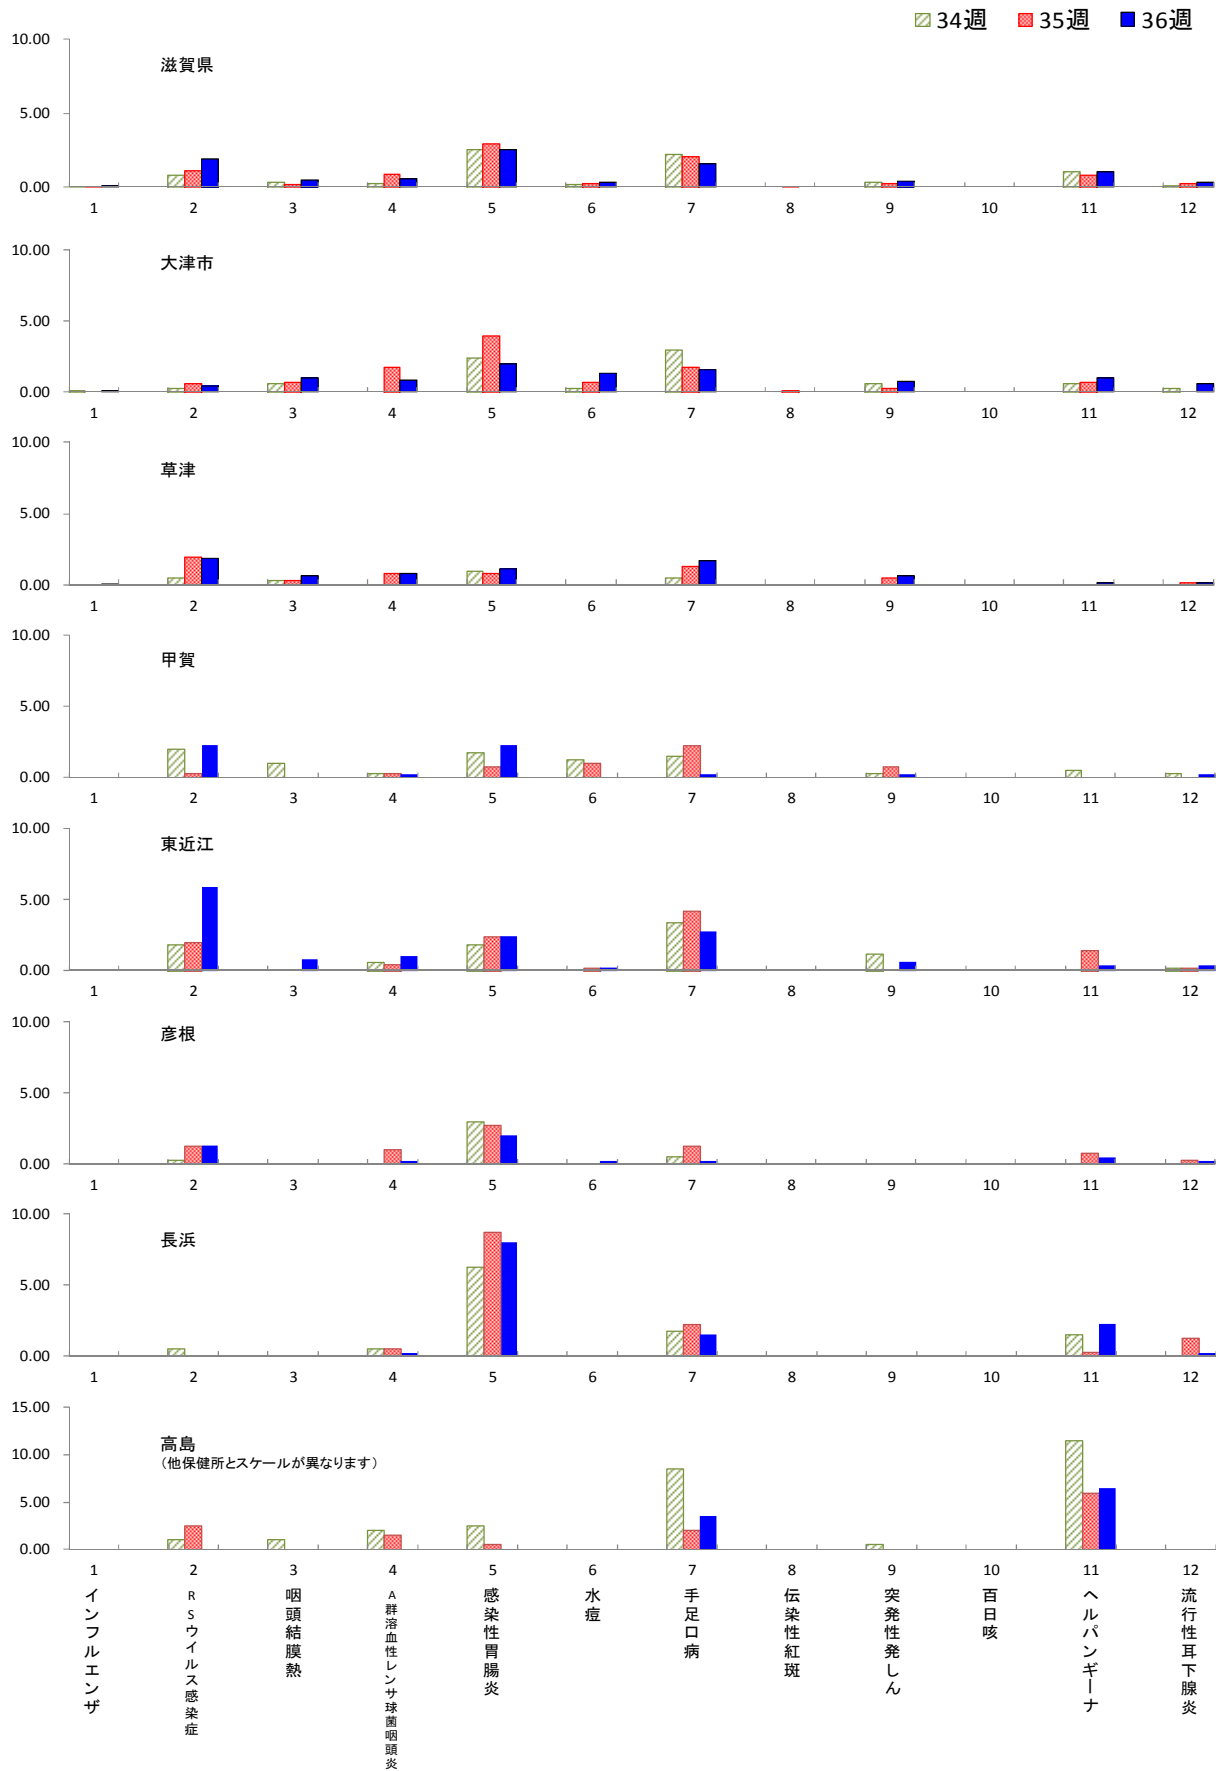 34週 35週 36週
10.00
滋賀県
5.00
0.00
1 2 3 4 5 6 7 8 9 10 11 12
10.00
大津市
5.00
0.00
1 2 3 4 5 6 7 8 9 10 11 12
10.00
草津
5.00
0.00
1 2 3 4 5 6 7 8 9 10 11 12
10.00
甲賀
5.00
0.00
1 2 3 4 5 6 7 8 9 10 11 12
10.00
東近江
5.00
0.00
1 2 3 4 5 6 7 8 9 10 11 12
10.00
彦根
5.00
0.00
1 2 3 4 5 6 7 8 9 10 11 12
10.00
長浜
5.00
0.00
1 2 3 4 5 6 7 8 9 10 11 12
15.00
高島
(他保健所とスケールが異なります)
10.00
5.00
0.00
1 2 3 4 5 6 7 8 9 10 11 12
インフルエンザ
RSウイルス感染症
咽頭結膜熱
A群溶血性レンサ球菌咽頭炎
感染性胃腸炎
水痘
手足口病
伝染性紅斑
突発性発しん
百日咳
ヘルパンギーナ
流行性耳下腺炎